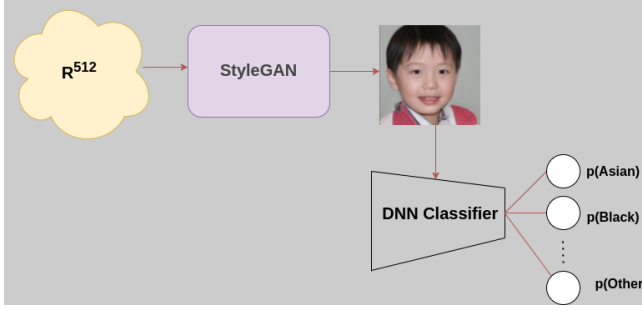 R512
StyleGAN
DNN Classifier
p(Asian)
p(Black)
p(Other